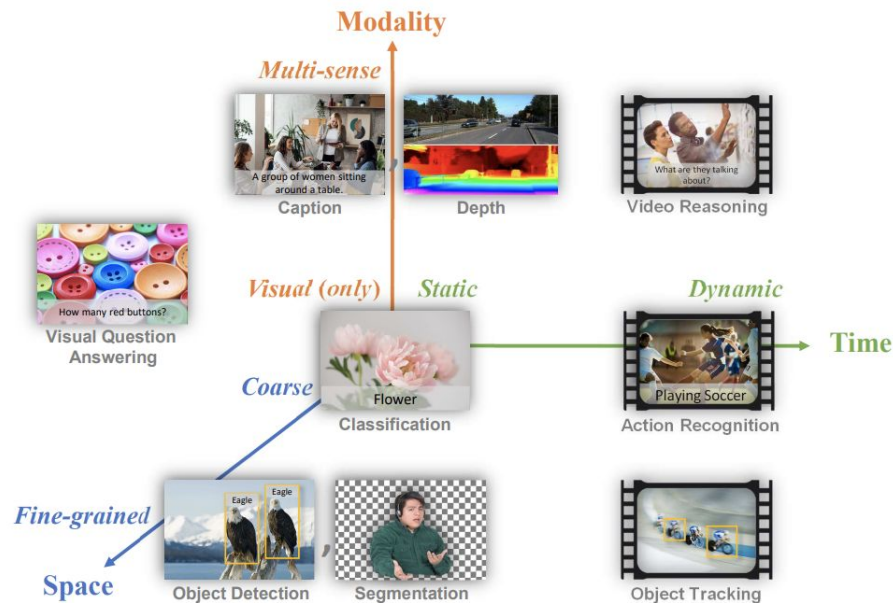 Modality
Multi-sense
A group of women sitting
around a table.
What are they talking
about?
Caption
Depth
Video Reasoning
How many red buttons?
Visual Question
Answering
Visual (only)
Static
Dynamic
Time
Flower
Playing Soccer
Coarse
Classification
Action Recognition
Eagle
Eagle
Fine-grained
,
,
Space
Object Detection
Segmentation
Object Tracking